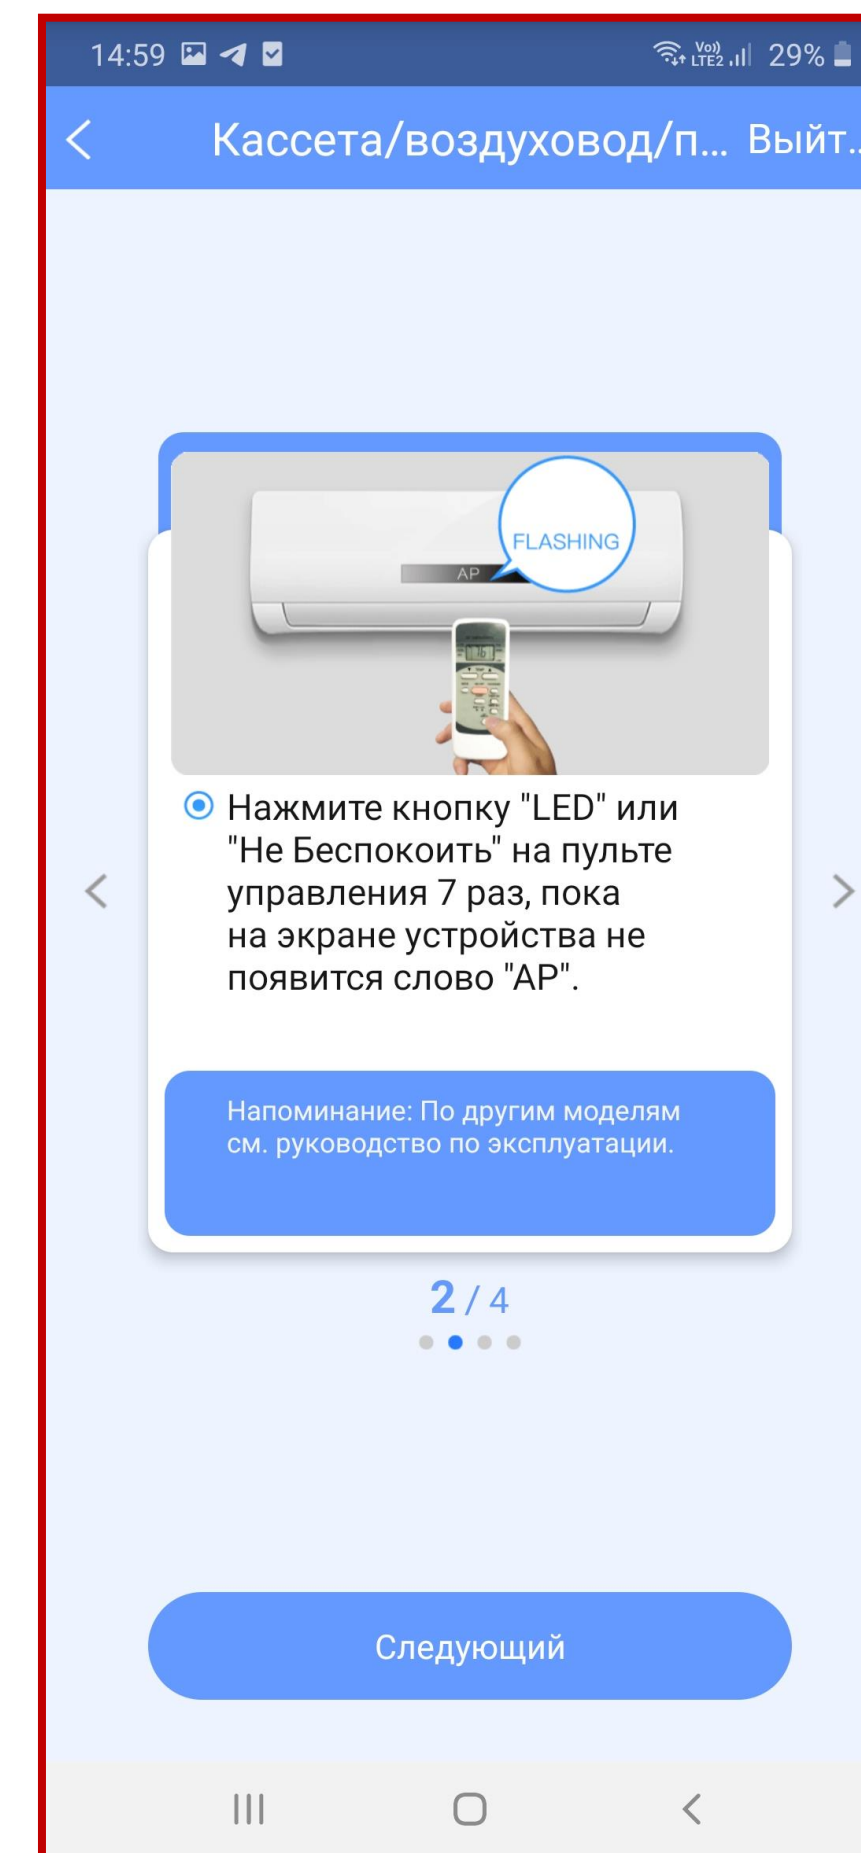 14:59
Vo))
LTE2
29%
Кассета/воздуховод/п... Выйт..
FLASHING
AP
Нажмите кнопку "LED" или
"Не Беспокоить" на пульте
управления 7 раз, пока
на экране устройства не
появится слово "AP".
Напоминание: По другим моделям
см. руководство по эксплуатации.
2 / 4
Следующий